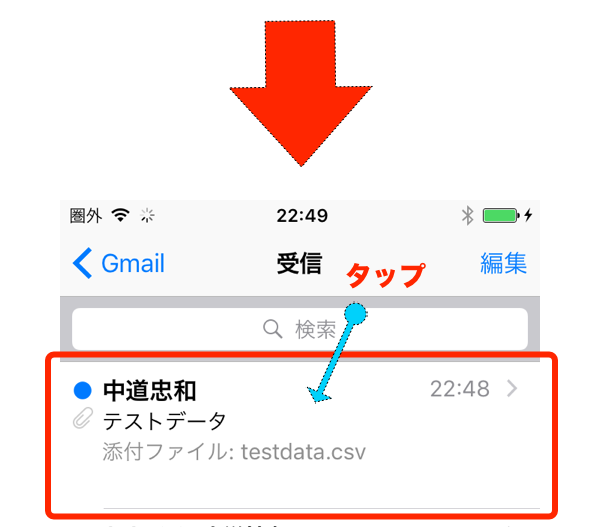 圏外 22:49
Gmail 受信 編集
タップ
検索
中道忠和 22:48
テストデータ
添付ファイル: testdata.csv